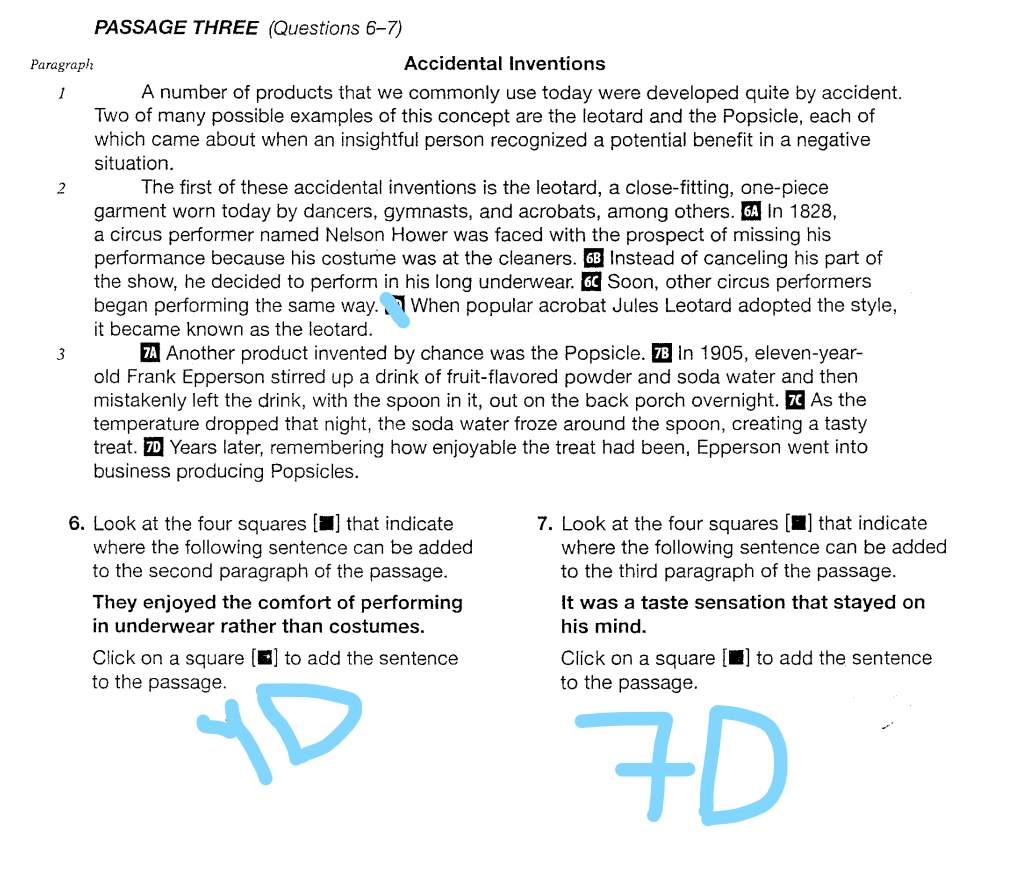 PASSAGE THREE (Questions 6–7)
Paragraph Accidental Inventions
1 A number of products that we commonly use today were developed quite by accident.
Two of many possible examples of this concept are the leotard and the Popsicle, each of
which came about when an insightful person recognized a potential benefit in a negative
situation.
2 The first of these accidental inventions is the leotard, a close-fitting, one-piece
garment worn today by dancers, gymnasts, and acrobats, among others. 6A In 1828,
a circus performer named Nelson Hower was faced with the prospect of missing his
performance because his costume was at the cleaners. 6B Instead of canceling his part of
the show, he decided to perform in his long underwear. 6C Soon, other circus performers
began performing the same way. When popular acrobat Jules Leotard adopted the style,
it became known as the leotard.
3 7A Another product invented by chance was the Popsicle. 7B In 1905, eleven-year-
old Frank Epperson stirred up a drink of fruit-flavored powder and soda water and then
mistakenly left the drink, with the spoon in it, out on the back porch overnight. 7C As the
temperature dropped that night, the soda water froze around the spoon, creating a tasty
treat. 7D Years later, remembering how enjoyable the treat had been, Epperson went into
business producing Popsicles.
6. Look at the four squares [■] that indicate
where the following sentence can be added
to the second paragraph of the passage.
They enjoyed the comfort of performing
in underwear rather than costumes.
Click on a square [■] to add the sentence
to the passage.
7. Look at the four squares [■] that indicate
where the following sentence can be added
to the third paragraph of the passage.
It was a taste sensation that stayed on
his mind.
Click on a square [■] to add the sentence
to the passage.
7D